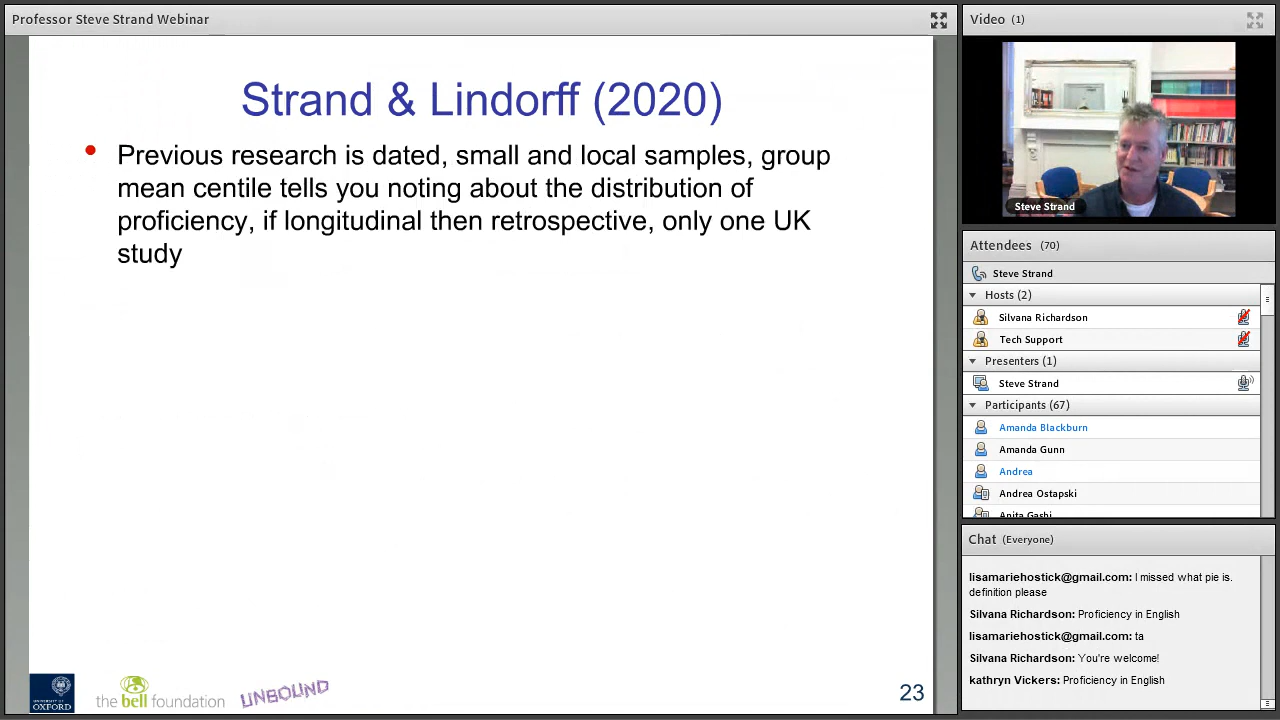 Professor Steve Strand Webinar
Strand & Lindorff (2020)
Previous research is dated, small and local samples, group
mean centile tells you noting about the distribution of
proficiency, if longitudinal then retrospective, only one UK
study
UNIVERSITY OF
OXFORD
the bell foundation
UNBOUND
23
Video (1)
Steve Strand
Attendees (70)
Steve Strand
Hosts (2)
Silvana Richardson
Tech Support
Presenters (1)
Steve Strand
Participants (67)
Amanda Blackburn
Amanda Gunn
Andrea
Andrea Ostapski
Anita Gashi
Chat (Everyone)
lisamariehostick@gmail.com: I missed what pie is.
definition please
Silvana Richardson: Proficiency in English
lisamariehostick@gmail.com: ta
Silvana Richardson: You're welcome!
kathryn Vickers: Proficiency in English